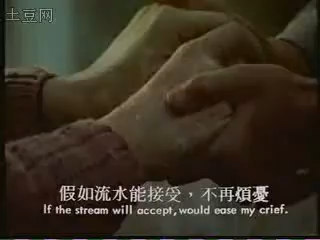 土豆网
假如流水能接受，不再煩憂
If the stream will accept, would ease my crief.